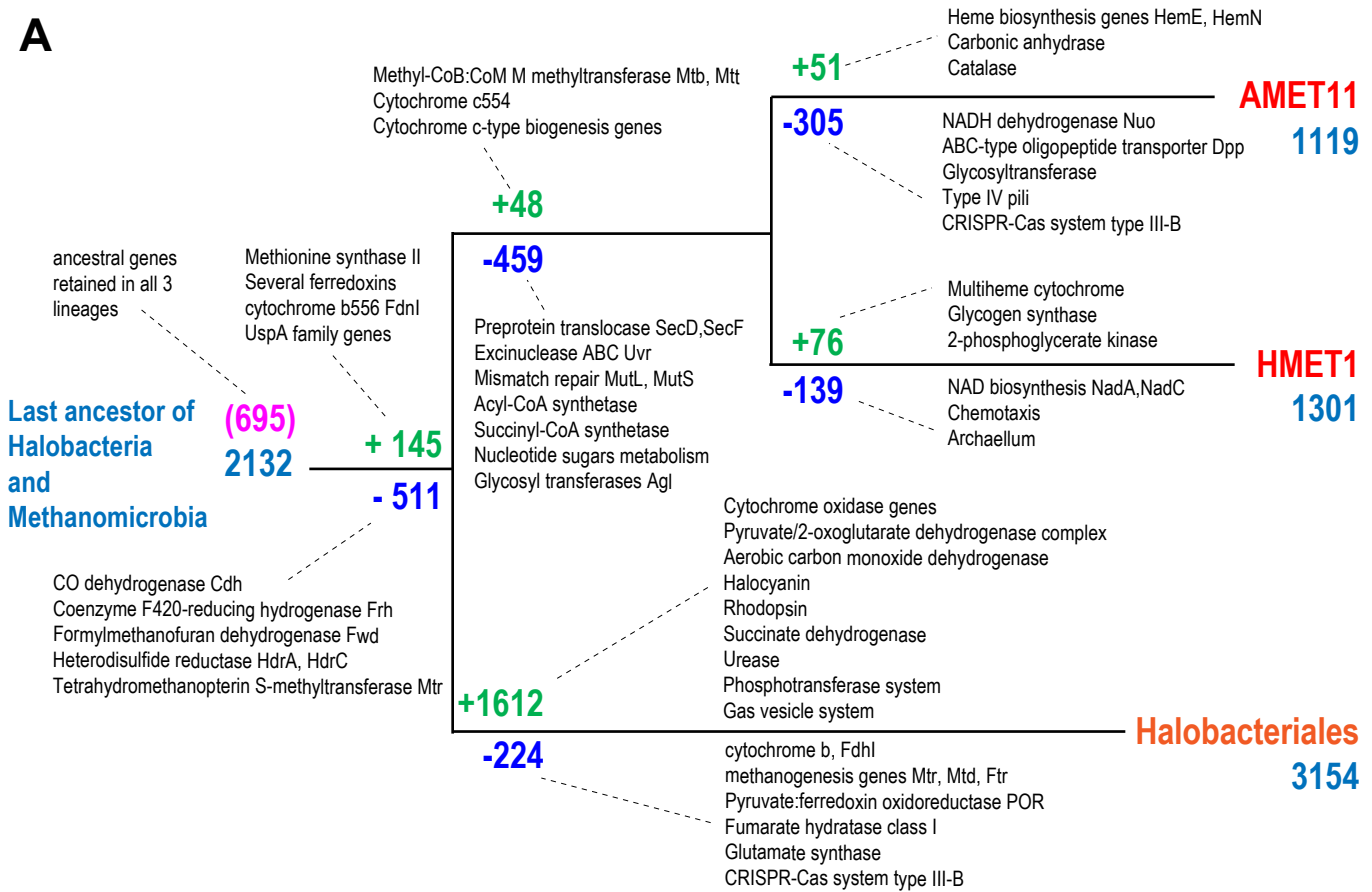 A
Heme biosynthesis genes HemE, HemN
Carbonic anhydrase
Catalase
+51
AMET11
1119
-305
NADH dehydrogenase Nuo
ABC-type oligopeptide transporter Dpp
Glycosyltransferase
Type IV pili
CRISPR-Cas system type III-B
Methyl-CoB:CoM M methyltransferase Mtb, Mtt
Cytochrome c554
Cytochrome c-type biogenesis genes
+48
-459
Preprotein translocase SecD,SecF
Excinuclease ABC Uvr
Mismatch repair MutL, MutS
Acyl-CoA synthetase
Succinyl-CoA synthetase
Nucleotide sugars metabolism
Glycosyl transferases Agl
Multiheme cytochrome
Glycogen synthase
2-phosphoglycerate kinase
+76
HMET1
1301
-139
NAD biosynthesis NadA,NadC
Chemotaxis
Archaellum
ancestral genes
retained in all 3
lineages
Methionine synthase II
Several ferredoxins
cytochrome b556 FdnI
UspA family genes
Last ancestor of
Halobacteria
and
Methanomicrobia
(695)
2132
+ 145
- 511
CO dehydrogenase Cdh
Coenzyme F420-reducing hydrogenase Frh
Formylmethanofuran dehydrogenase Fwd
Heterodisulfide reductase HdrA, HdrC
Tetrahydromethanopterin S-methyltransferase Mtr
Cytochrome oxidase genes
Pyruvate/2-oxoglutarate dehydrogenase complex
Aerobic carbon monoxide dehydrogenase
Halocyanin
Rhodopsin
Succinate dehydrogenase
Urease
Phosphotransferase system
Gas vesicle system
+1612
Halobacteriales
3154
-224
cytochrome b, FdhI
methanogenesis genes Mtr, Mtd, Ftr
Pyruvate:ferredoxin oxidoreductase POR
Fumarate hydratase class I
Glutamate synthase
CRISPR-Cas system type III-B